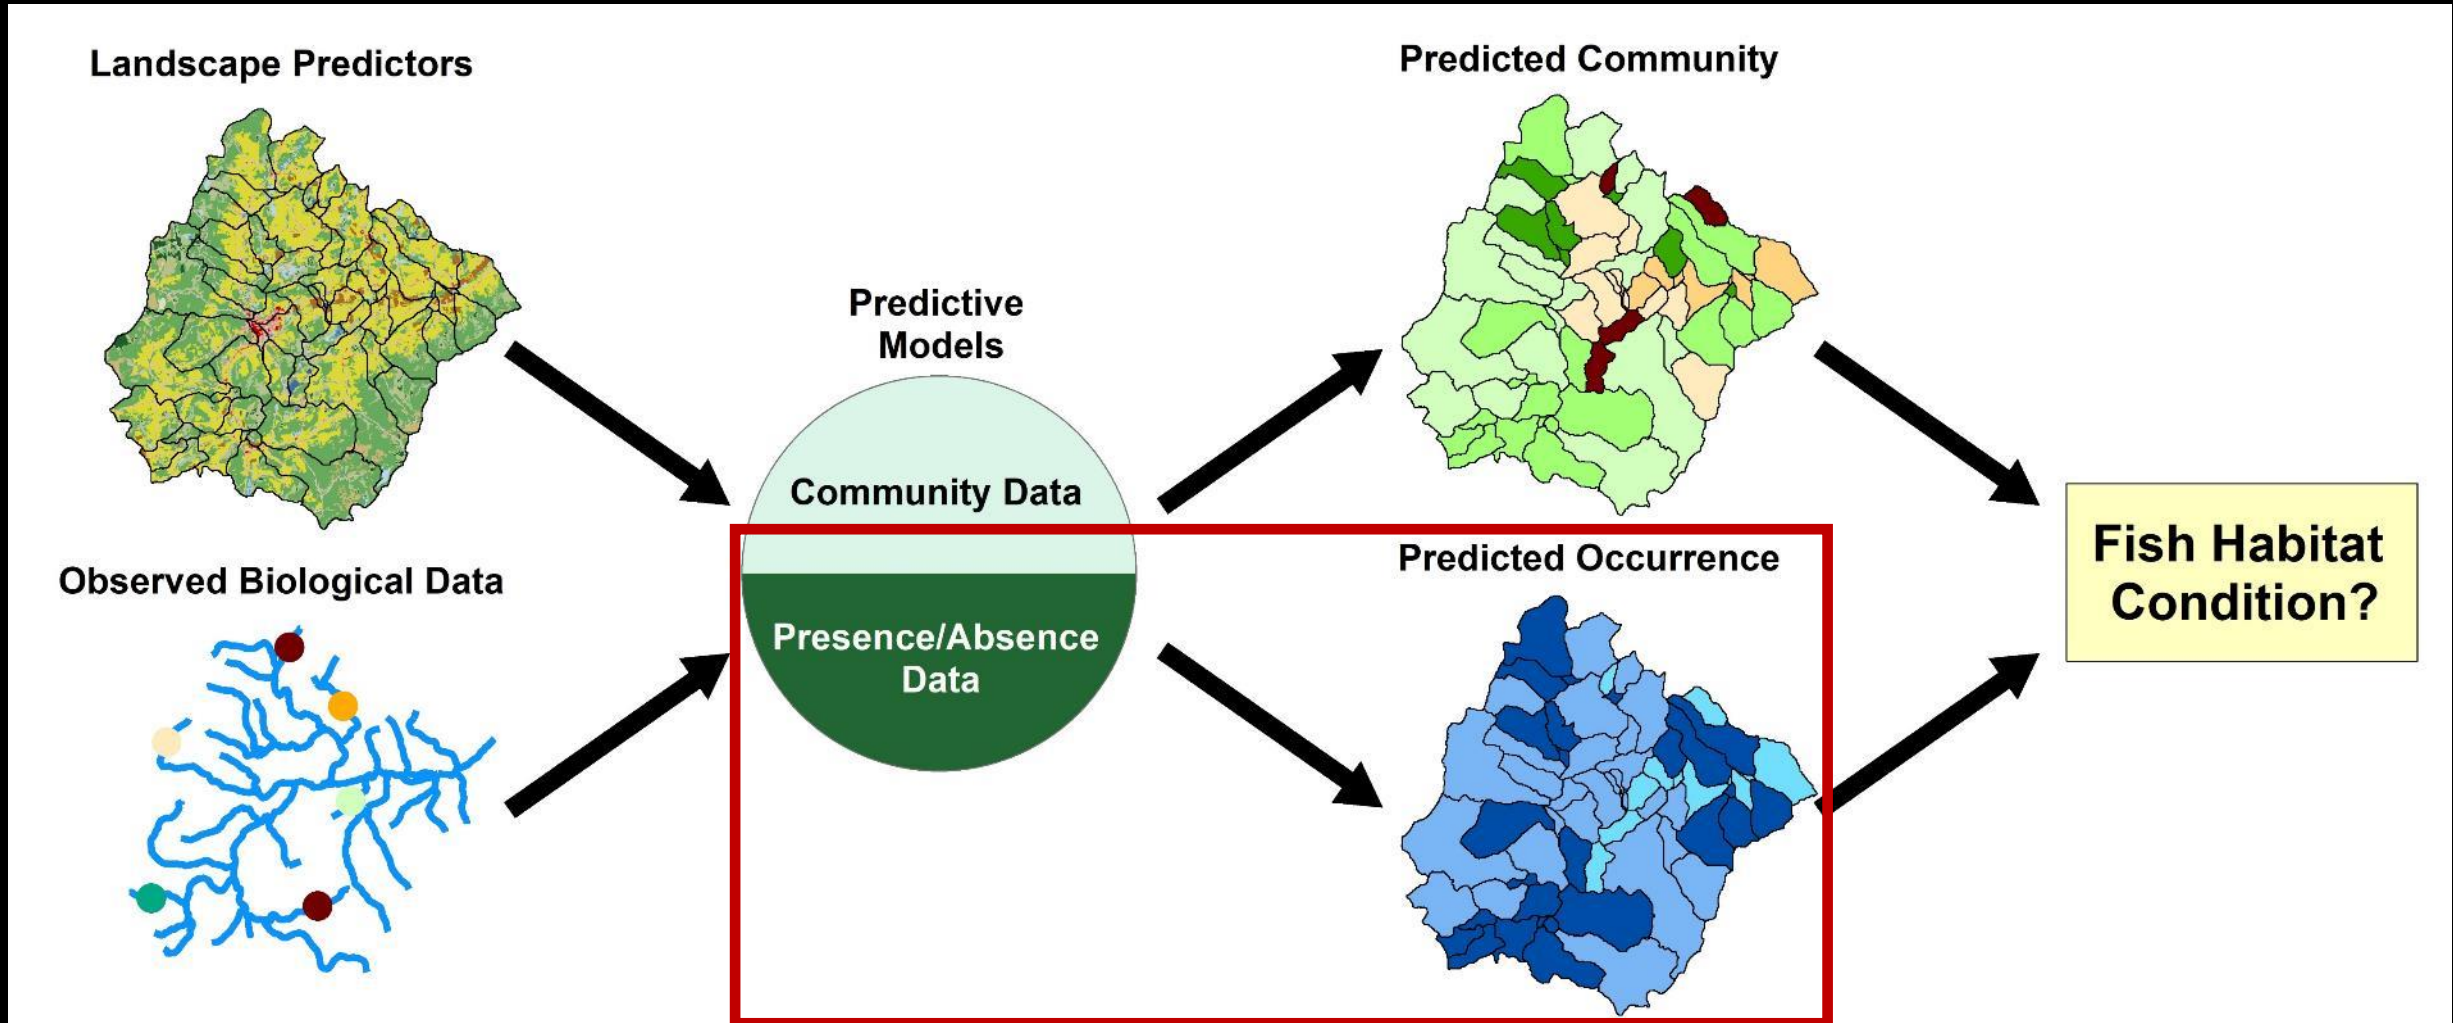 Landscape Predictors
Observed Biological Data
Predictive
Models
Community Data
Presence/Absence
Data
Predicted Community
Predicted Occurrence
Fish Habitat
Condition?